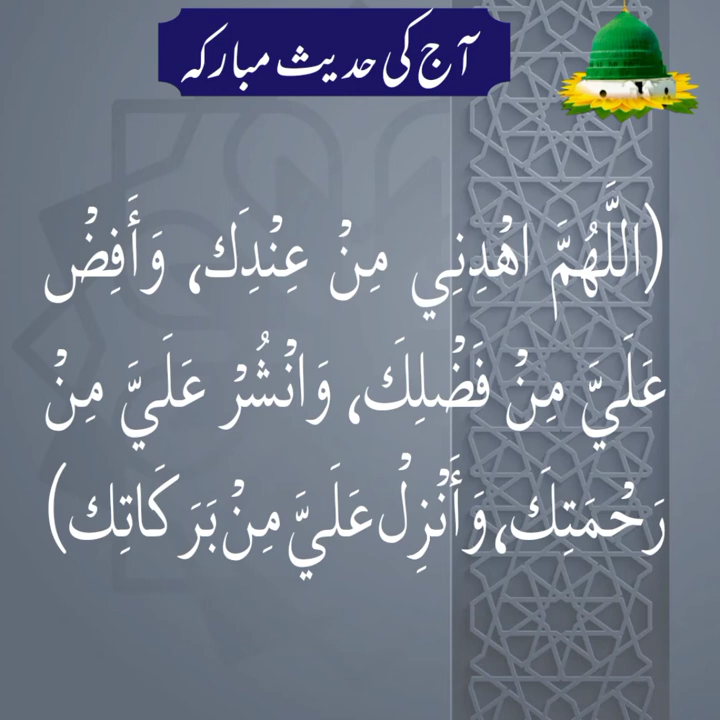 آج کی حدیث مبارکہ
(اللَّهُمَّ اهْدِنِي مِنْ عِنْدِكَ، وَأَفِضْ
عَلَيَّ مِنْ فَضْلِكَ، وَانْشُرْ عَلَيَّ مِنْ
رَحْمَتِكَ، وَأَنْزِلْ عَلَيَّ مِنْ بَرَكَاتِك)